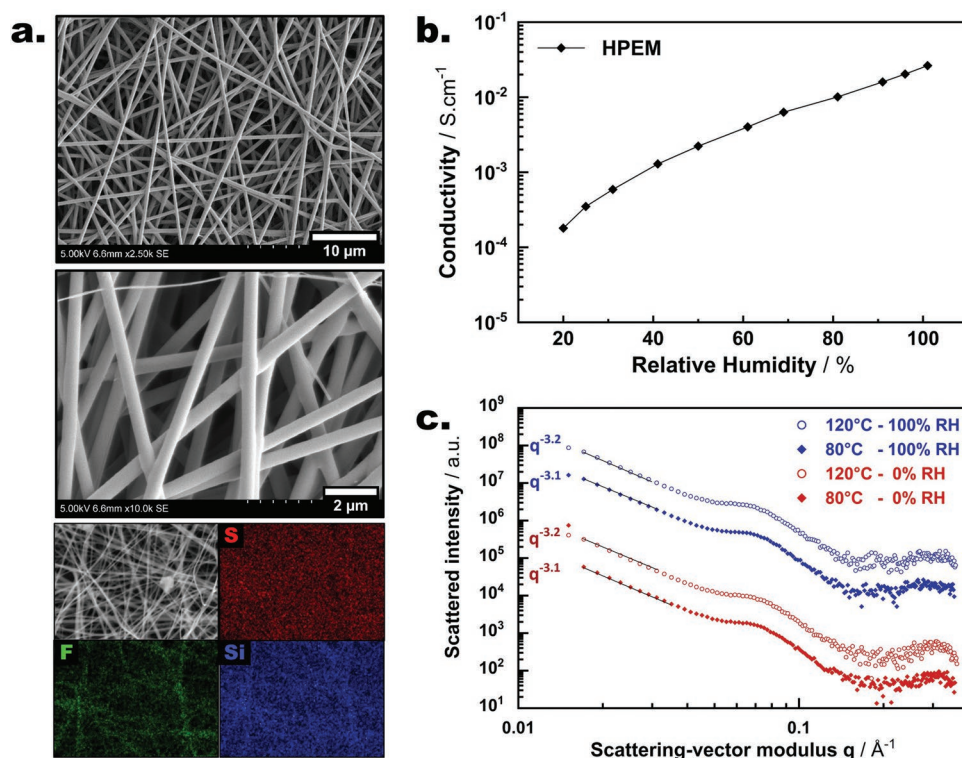 a.
10 µm
5.00kV 6.6mm x2.50k SE
2 µm
5.00kV 6.6mm x10.0k SE
S
F
Si
b.
HPEM
Conductivity / S.cm⁻¹
10⁻¹
10⁻²
10⁻³
10⁻⁴
10⁻⁵
20 40 60 80 100
Relative Humidity / %
c.
Scattered intensity / a.u.
10⁹
10⁸
10⁷
10⁶
10⁵
10⁴
10³
10²
10¹
120°C - 100% RH
80°C - 100% RH
120°C - 0% RH
80°C - 0% RH
q⁻³·²
q⁻³·¹
q⁻³·²
q⁻³·¹
0.01 0.1
Scattering-vector modulus q / Å⁻¹